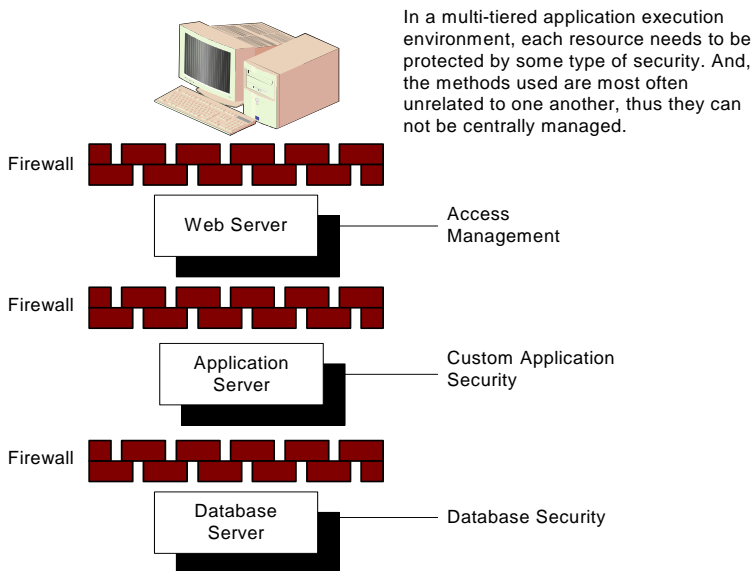 In a multi-tiered application execution
environment, each resource needs to be
protected by some type of security. And,
the methods used are most often
unrelated to one another, thus they can
not be centrally managed.
Firewall
Web Server
Access
Management
Firewall
Application
Server
Custom Application
Security
Firewall
Database
Server
Database Security